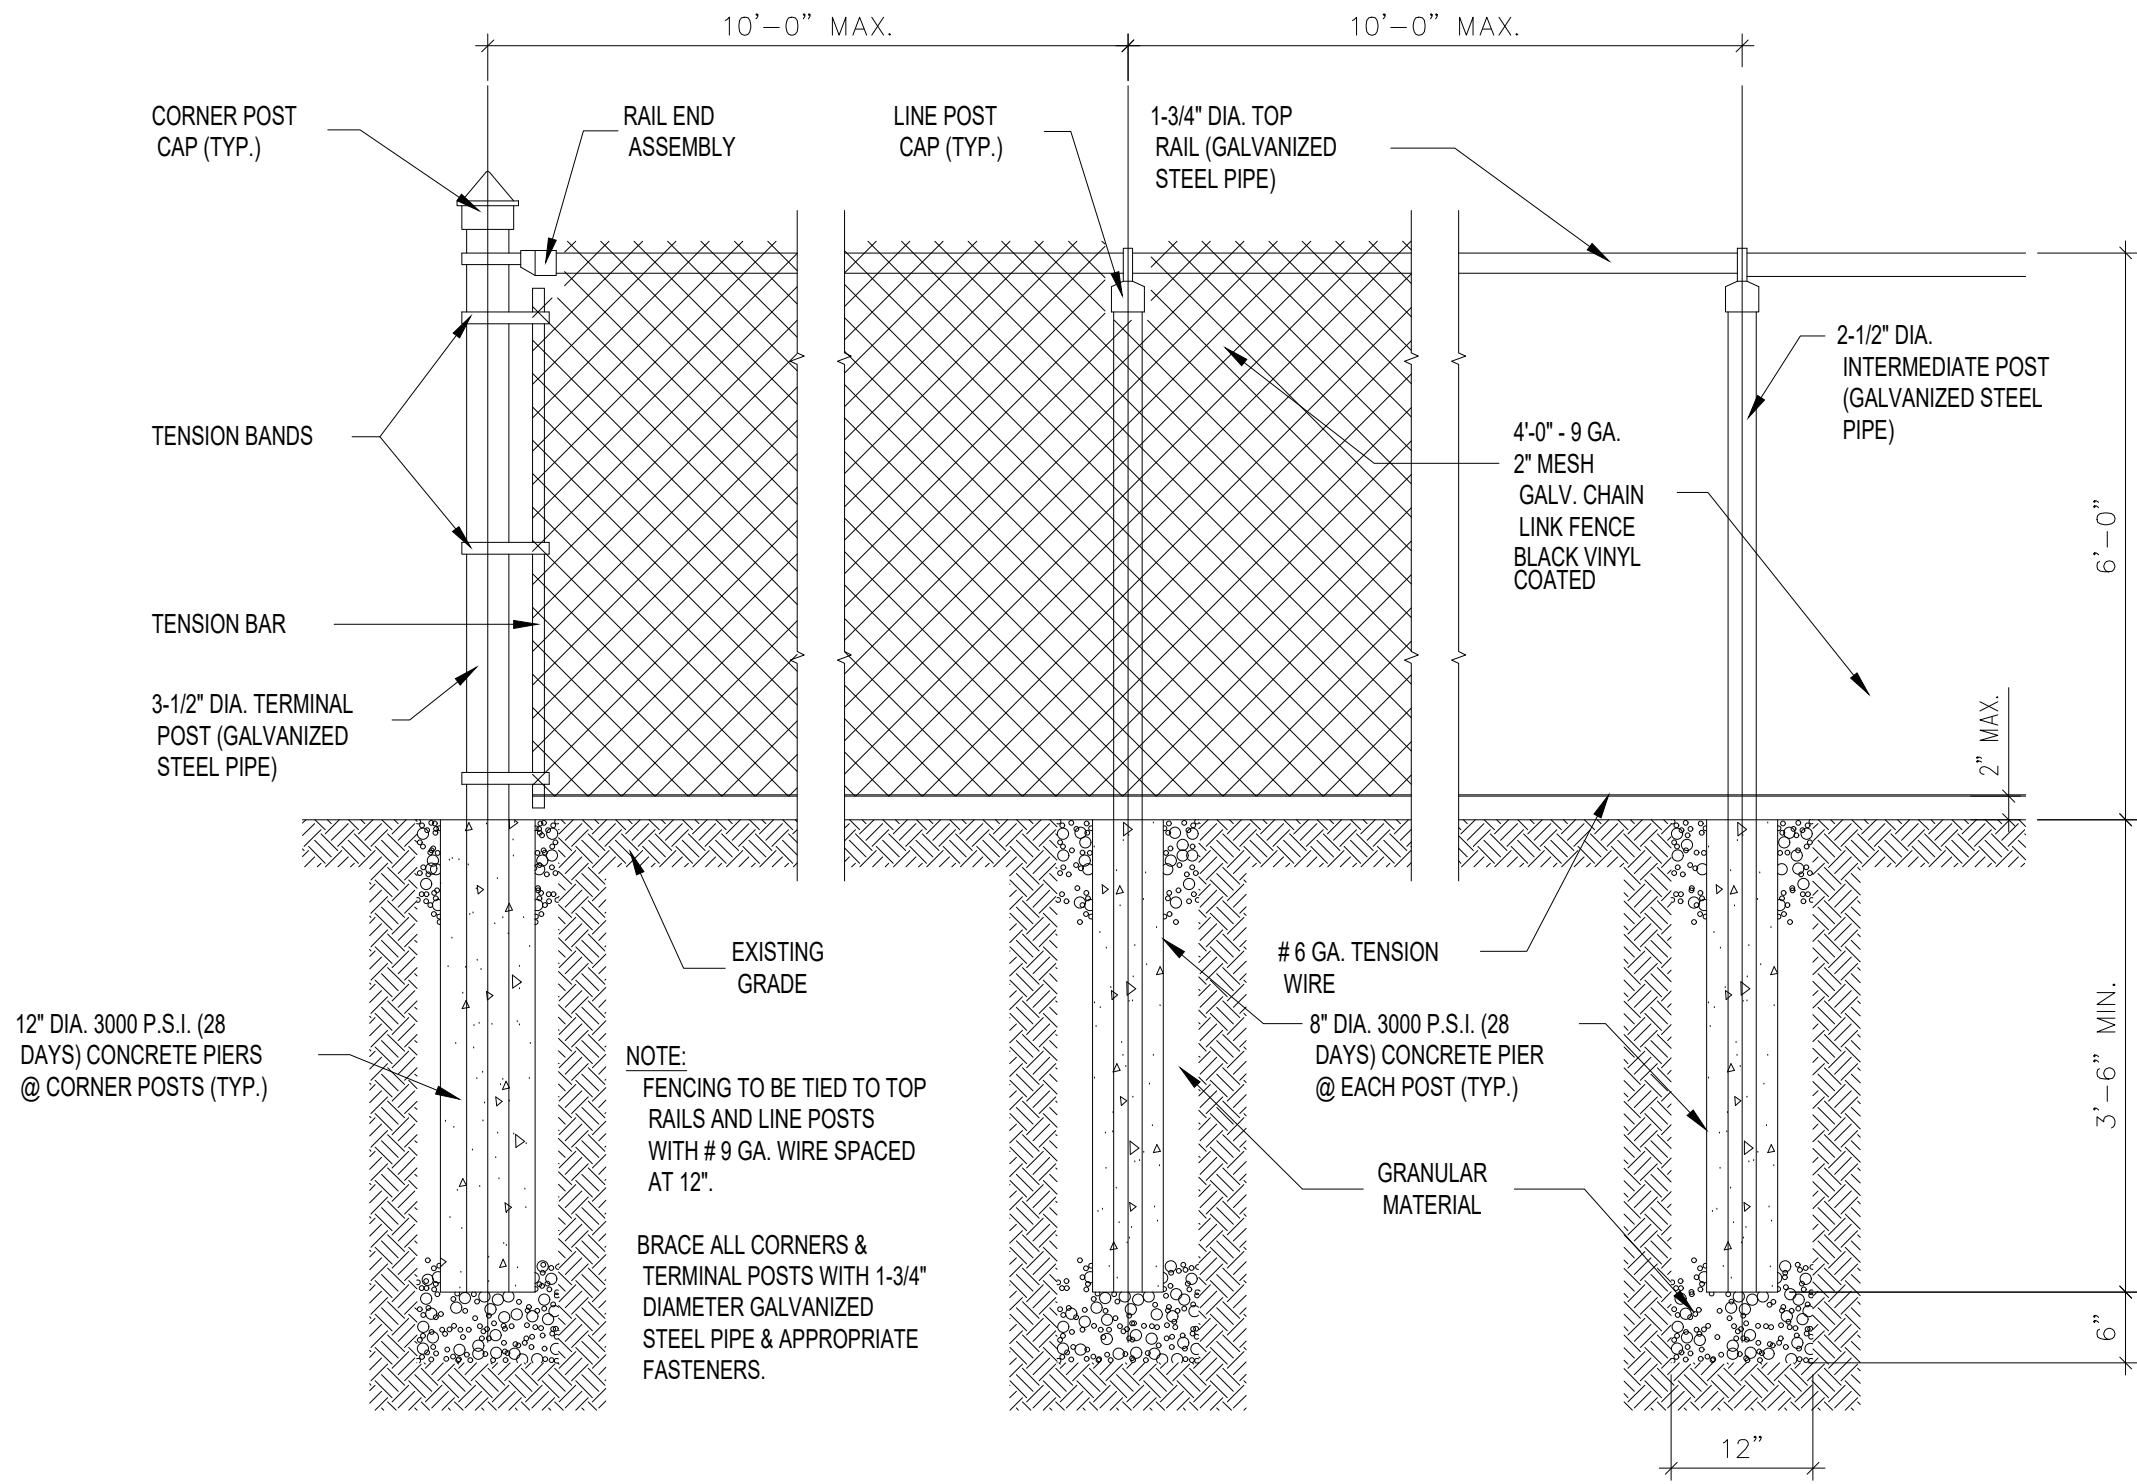 10'-0" MAX.
10'-0" MAX.
CORNER POST
CAP (TYP.)
RAIL END
ASSEMBLY
LINE POST
CAP (TYP.)
1-3/4" DIA. TOP
RAIL (GALVANIZED
STEEL PIPE)
2-1/2" DIA.
INTERMEDIATE POST
(GALVANIZED STEEL
PIPE)
TENSION BANDS
4'-0" - 9 GA.
2" MESH
GALV. CHAIN
LINK FENCE
BLACK VINYL
COATED
6'-0"
TENSION BAR
3-1/2" DIA. TERMINAL
POST (GALVANIZED
STEEL PIPE)
2" MAX.
EXISTING
GRADE
# 6 GA. TENSION
WIRE
12" DIA. 3000 P.S.I. (28
DAYS) CONCRETE PIERS
@ CORNER POSTS (TYP.)
8" DIA. 3000 P.S.I. (28
DAYS) CONCRETE PIER
@ EACH POST (TYP.)
3'-6" MIN.
NOTE:
FENCING TO BE TIED TO TOP
RAILS AND LINE POSTS
WITH # 9 GA. WIRE SPACED
AT 12".
BRACE ALL CORNERS &
TERMINAL POSTS WITH 1-3/4"
DIAMETER GALVANIZED
STEEL PIPE & APPROPRIATE
FASTENERS.
GRANULAR
MATERIAL
6"
12"